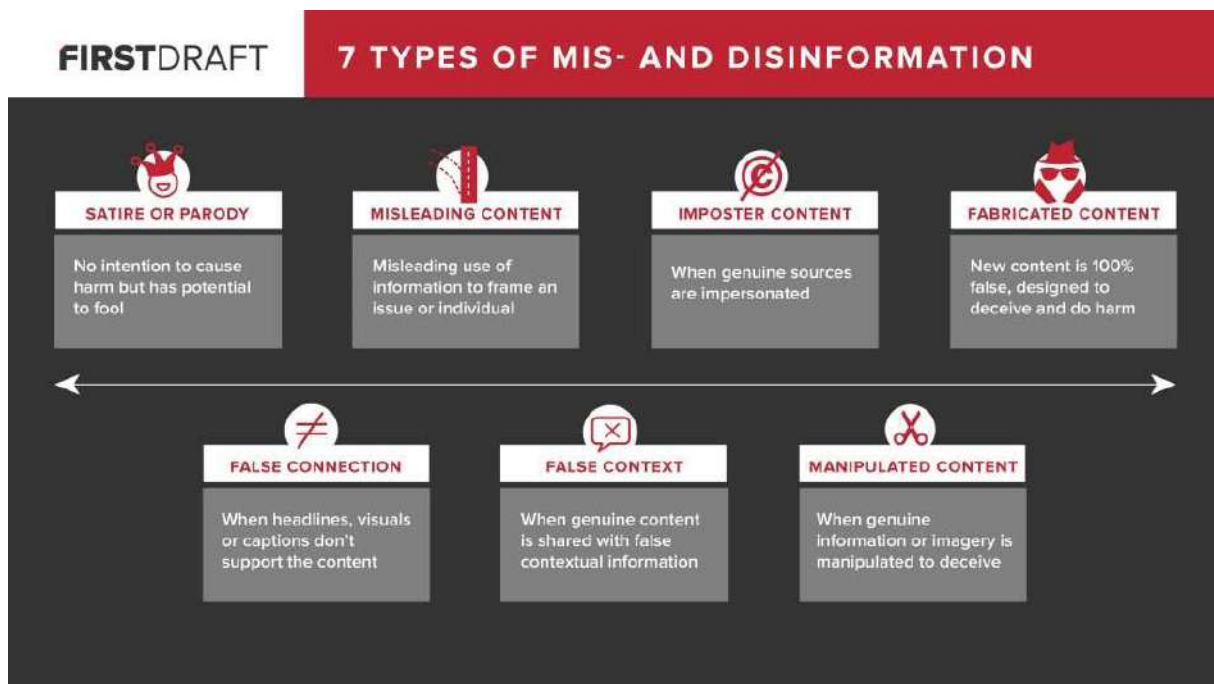 FIRSTDRAFT
7 TYPES OF MIS- AND DISINFORMATION
SATIRE OR PARODY
No intention to cause
harm but has potential
to fool
MISLEADING CONTENT
Misleading use of
information to frame an
issue or individual
IMPOSTER CONTENT
When genuine sources
are impersonated
FABRICATED CONTENT
New content is 100%
false, designed to
deceive and do harm
FALSE CONNECTION
When headlines, visuals
or captions don't
support the content
FALSE CONTEXT
When genuine content
is shared with false
contextual information
MANIPULATED CONTENT
When genuine
information or imagery is
manipulated to deceive